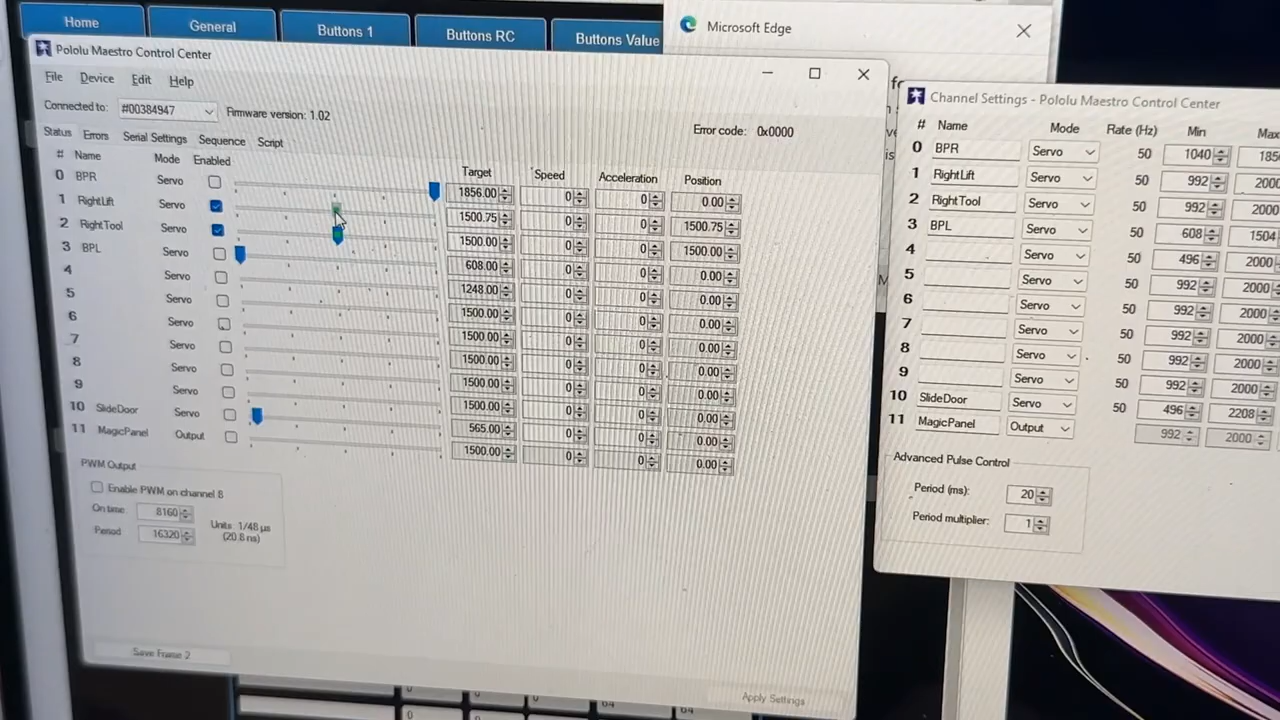 Home General Buttons 1 Buttons RC Buttons Value
Microsoft Edge
Pololu Maestro Control Center
File Device Edit Help
Connected to: #00384947 Firmware version: 1.02 Error code: 0x0000
Status Errors Serial Settings Sequence Script
# Name Mode Enabled Target Speed Acceleration Position
0 BPR Servo 1856.00 0 0 0.00
1 RightLift Servo 1500.75 0 0 1500.75
2 RightTool Servo 1500.00 0 0 1500.00
3 BPL Servo 608.00 0 0 0.00
4 Servo 1248.00 0 0 0.00
5 Servo 1500.00 0 0 0.00
6 Servo 1500.00 0 0 0.00
7 Servo 1500.00 0 0 0.00
8 Servo 1500.00 0 0 0.00
9 Servo 1500.00 0 0 0.00
10 SlideDoor Servo 565.00 0 0 0.00
11 MagicPanel Output 1500.00 0 0 0.00
PWM Output
Enable PWM on channel 8
On time 8160
Period 16320
Units 1/48 µs
(20.8 ns)
Save Frame 2
Apply Settings
Channel Settings - Pololu Maestro Control Center
# Name Mode Rate (Hz) Min Max
0 BPR Servo 50 1040
1 RightLift Servo 50 992
2 RightTool Servo 50 992 2000
3 BPL Servo 50 608 1504
4 Servo 50 496 2000
5 Servo 50 992 2000
6 Servo 50 992 2000
7 Servo 50 992 2000
8 Servo 50 992 2000
9 Servo 50 992 2000
10 SlideDoor Servo 50 496 2208
11 MagicPanel Output 992 2000
Advanced Pulse Control
Period (ms): 20
Period multiplier: 1